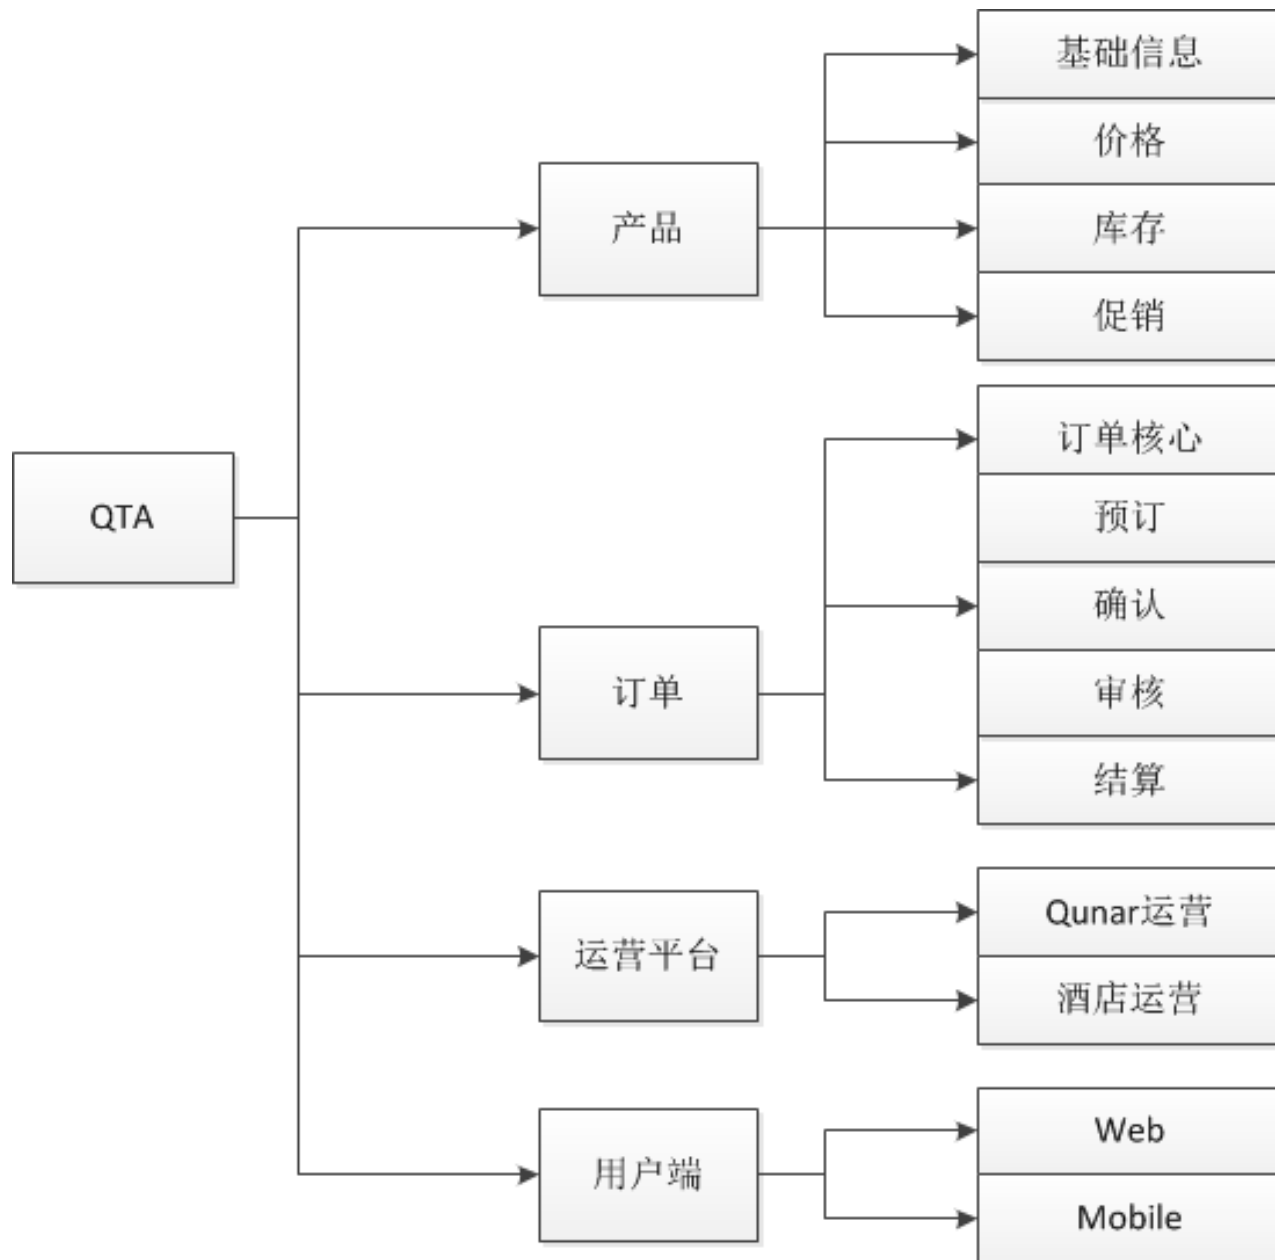 QTA
产品
基础信息
价格
库存
促销
订单
订单核心
预订
确认
审核
结算
运营平台
Qunar运营
酒店运营
用户端
Web
Mobile